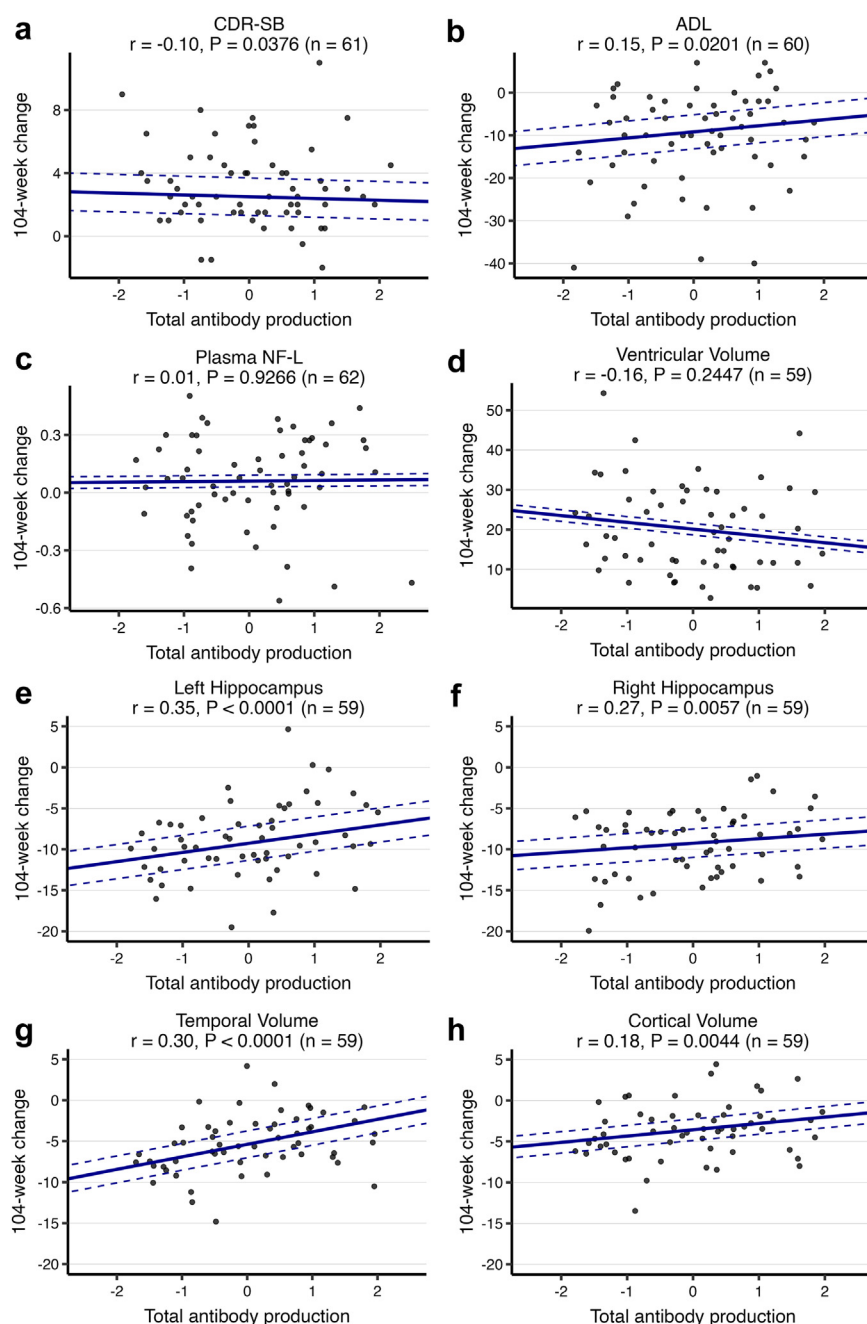 a
CDR-SB
r = -0.10, P = 0.0376 (n = 61)
104-week change
8
4
0
-2
-1
0
1
2
Total antibody production
b
ADL
r = 0.15, P = 0.0201 (n = 60)
104-week change
0
-10
-20
-30
-40
-2
-1
0
1
2
Total antibody production
c
Plasma NF-L
r = 0.01, P = 0.9266 (n = 62)
104-week change
0.3
0.0
-0.3
-0.6
-2
-1
0
1
2
Total antibody production
d
Ventricular Volume
r = -0.16, P = 0.2447 (n = 59)
104-week change
50
40
30
20
10
-2
-1
0
1
2
Total antibody production
e
Left Hippocampus
r = 0.35, P < 0.0001 (n = 59)
104-week change
5
0
-5
-10
-15
-20
-2
-1
0
1
2
Total antibody production
f
Right Hippocampus
r = 0.27, P = 0.0057 (n = 59)
104-week change
5
0
-5
-10
-15
-20
-2
-1
0
1
2
Total antibody production
g
Temporal Volume
r = 0.30, P < 0.0001 (n = 59)
104-week change
5
0
-5
-10
-15
-20
-2
-1
0
1
2
Total antibody production
h
Cortical Volume
r = 0.18, P = 0.0044 (n = 59)
104-week change
5
0
-5
-10
-15
-20
-2
-1
0
1
2
Total antibody production